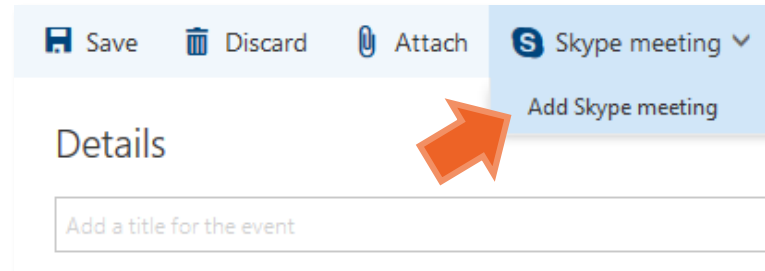 Save Discard Attach Skype meeting
Add Skype meeting
Details
Add a title for the event